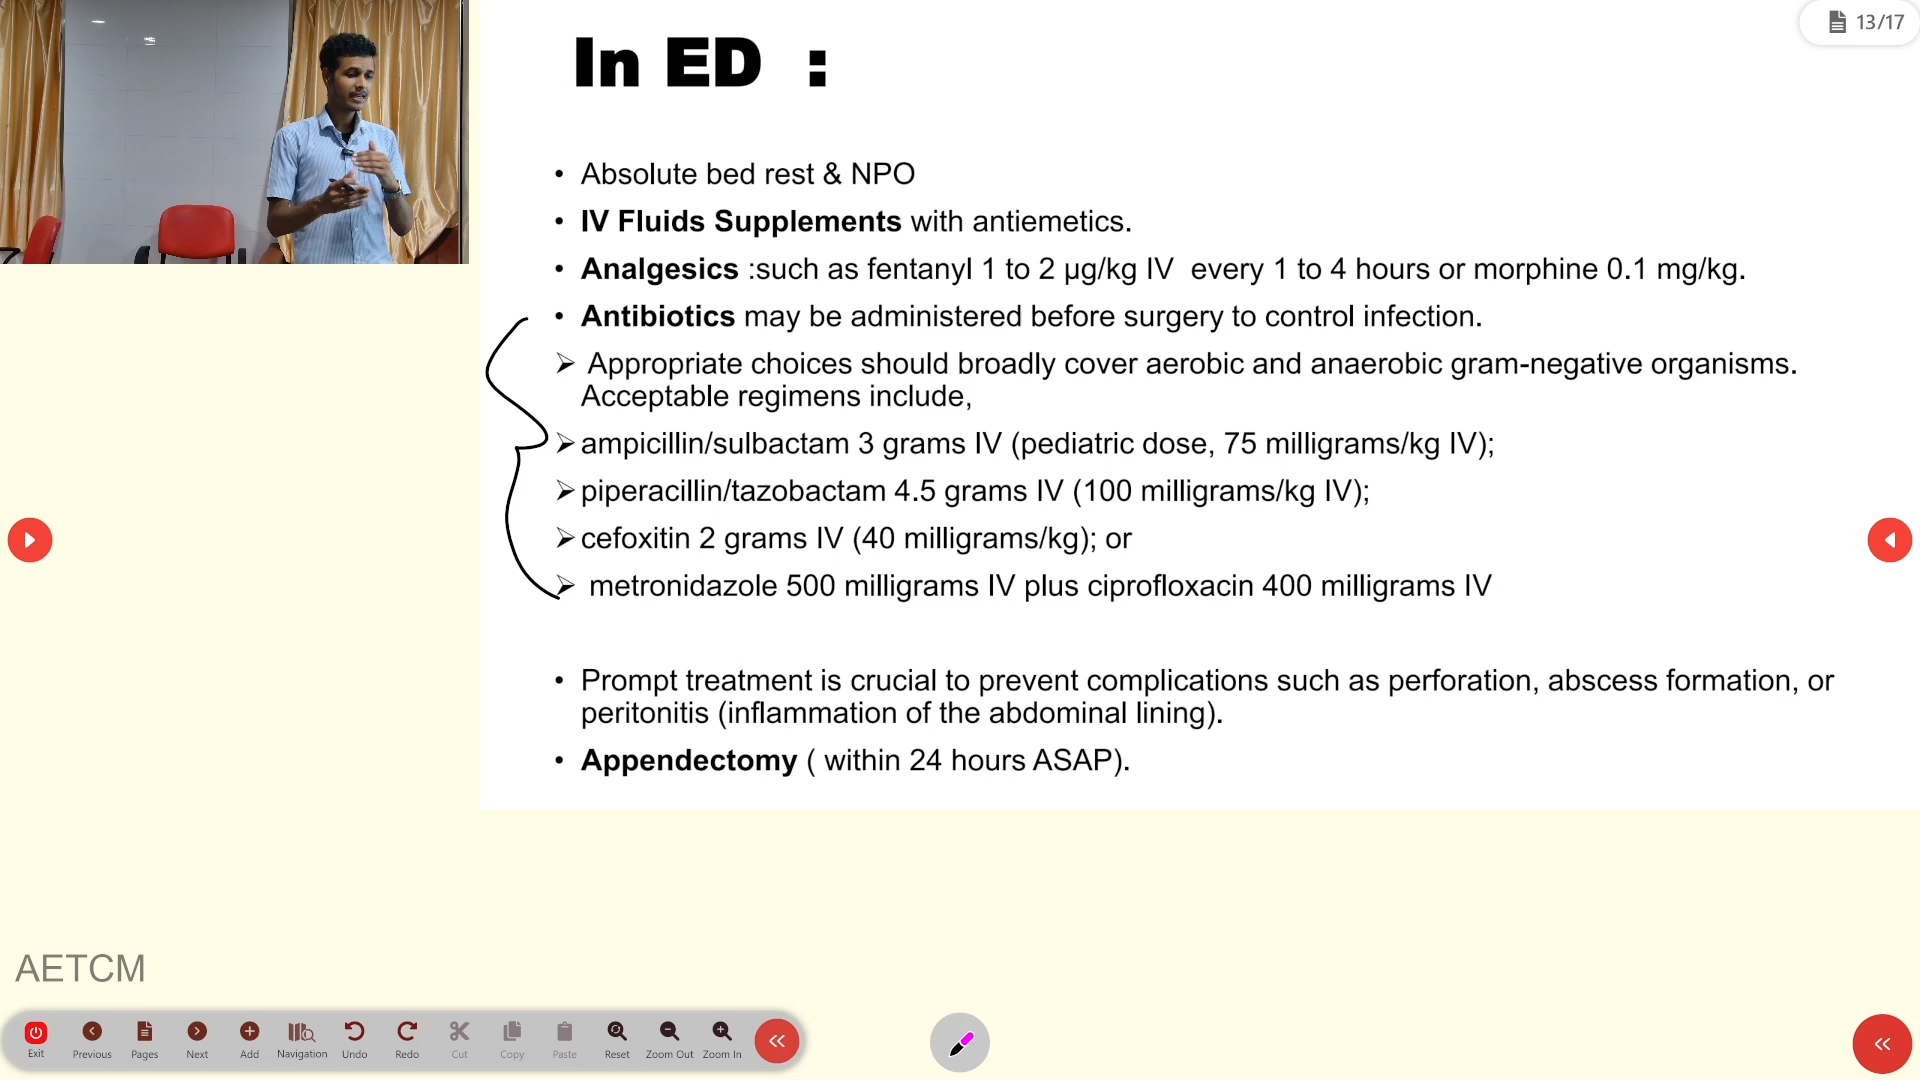 13/17
In ED :
• Absolute bed rest & NPO
• IV Fluids Supplements with antiemetics.
• Analgesics :such as fentanyl 1 to 2 µg/kg IV every 1 to 4 hours or morphine 0.1 mg/kg.
• Antibiotics may be administered before surgery to control infection.
➢ Appropriate choices should broadly cover aerobic and anaerobic gram-negative organisms.
Acceptable regimens include,
➢ ampicillin/sulbactam 3 grams IV (pediatric dose, 75 milligrams/kg IV);
➢ piperacillin/tazobactam 4.5 grams IV (100 milligrams/kg IV);
➢ cefoxitin 2 grams IV (40 milligrams/kg); or
➢ metronidazole 500 milligrams IV plus ciprofloxacin 400 milligrams IV
• Prompt treatment is crucial to prevent complications such as perforation, abscess formation, or
peritonitis (inflammation of the abdominal lining).
• Appendectomy ( within 24 hours ASAP).
AETCM
Exit Previous Pages Next Add Navigation Undo Redo Cut Copy Paste Reset Zoom Out Zoom In